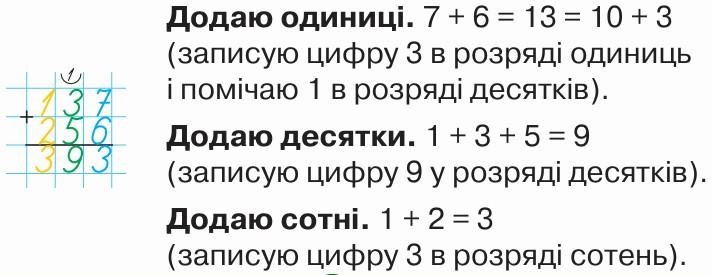 1
137
+
256
393
Додаю одиниці. 7 + 6 = 13 = 10 + 3
(записую цифру 3 в розряді одиниць
і помічаю 1 в розряді десятків).
Додаю десятки. 1 + 3 + 5 = 9
(записую цифру 9 у розряді десятків).
Додаю сотні. 1 + 2 = 3
(записую цифру 3 в розряді сотень).